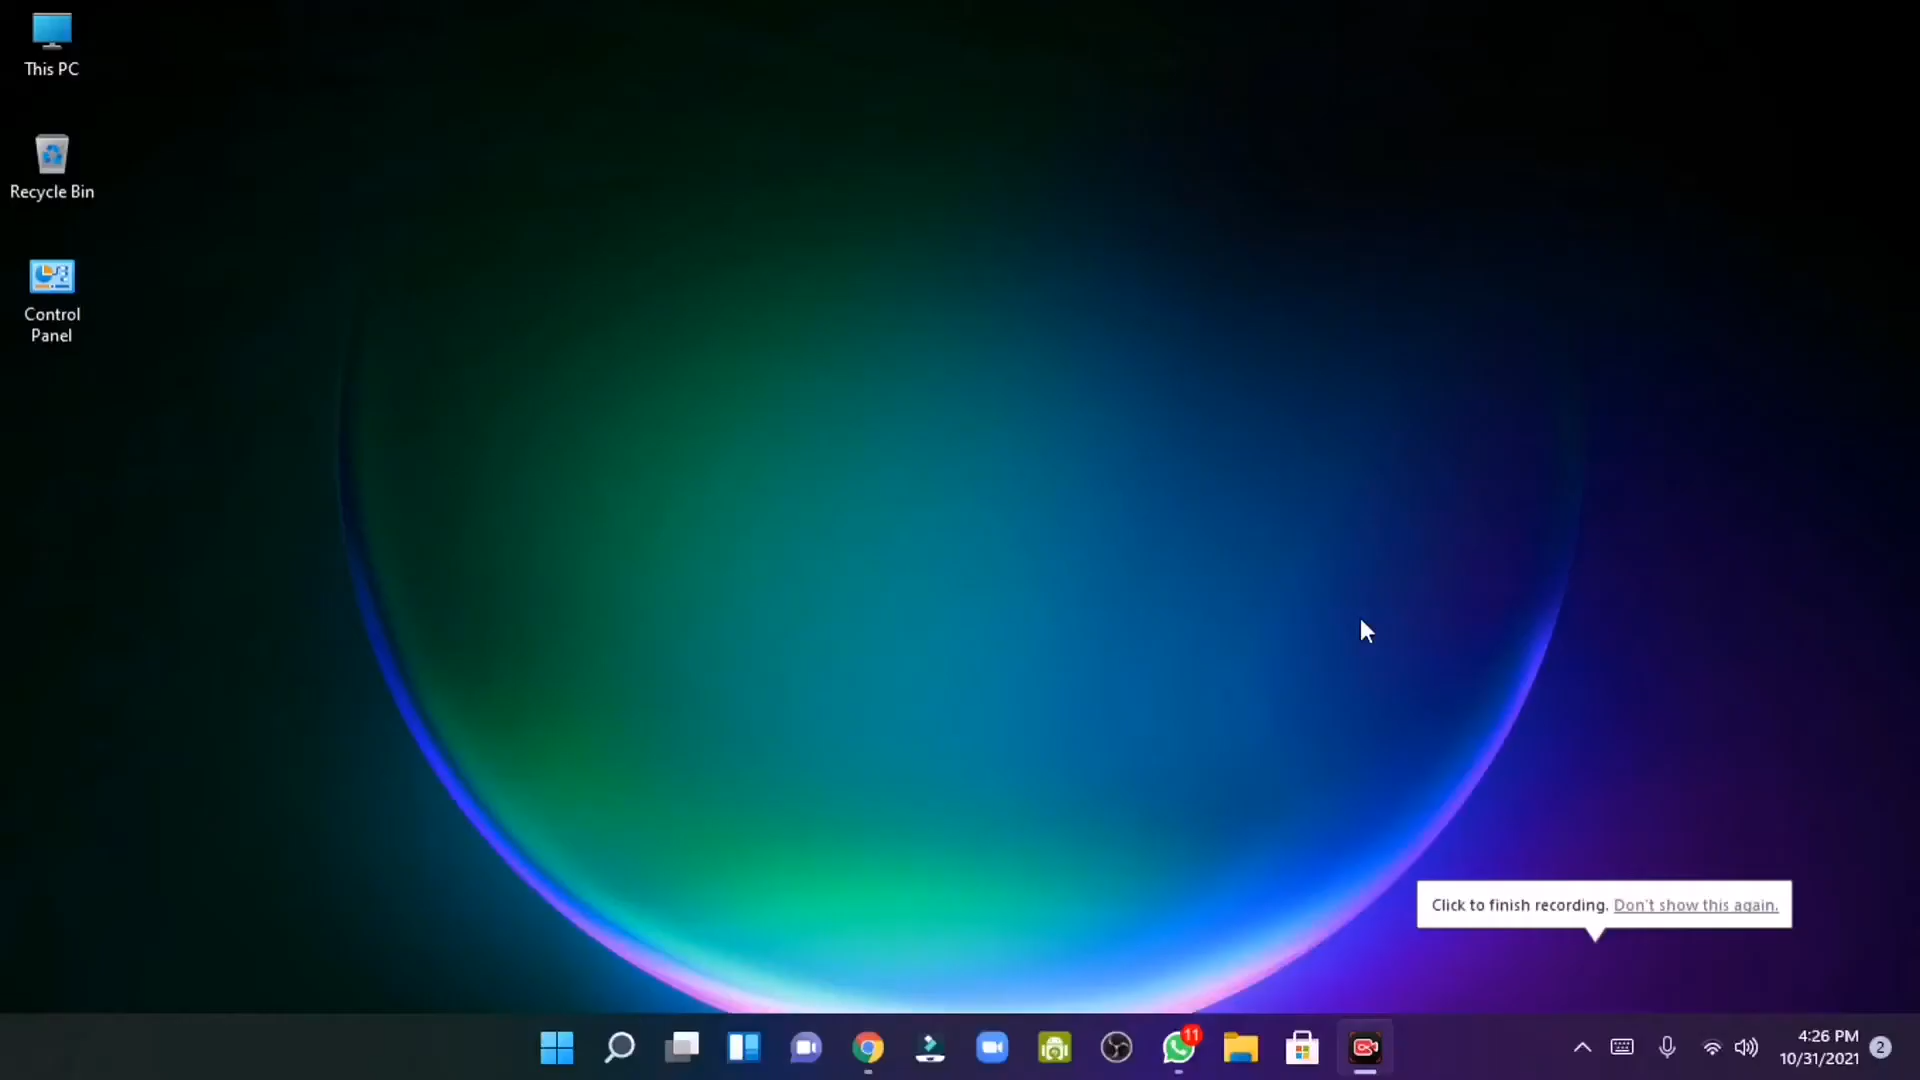 This PC
Recycle Bin
Control
Panel
Click to finish recording. Don't show this again.
11
4:26 PM
10/31/2021
2